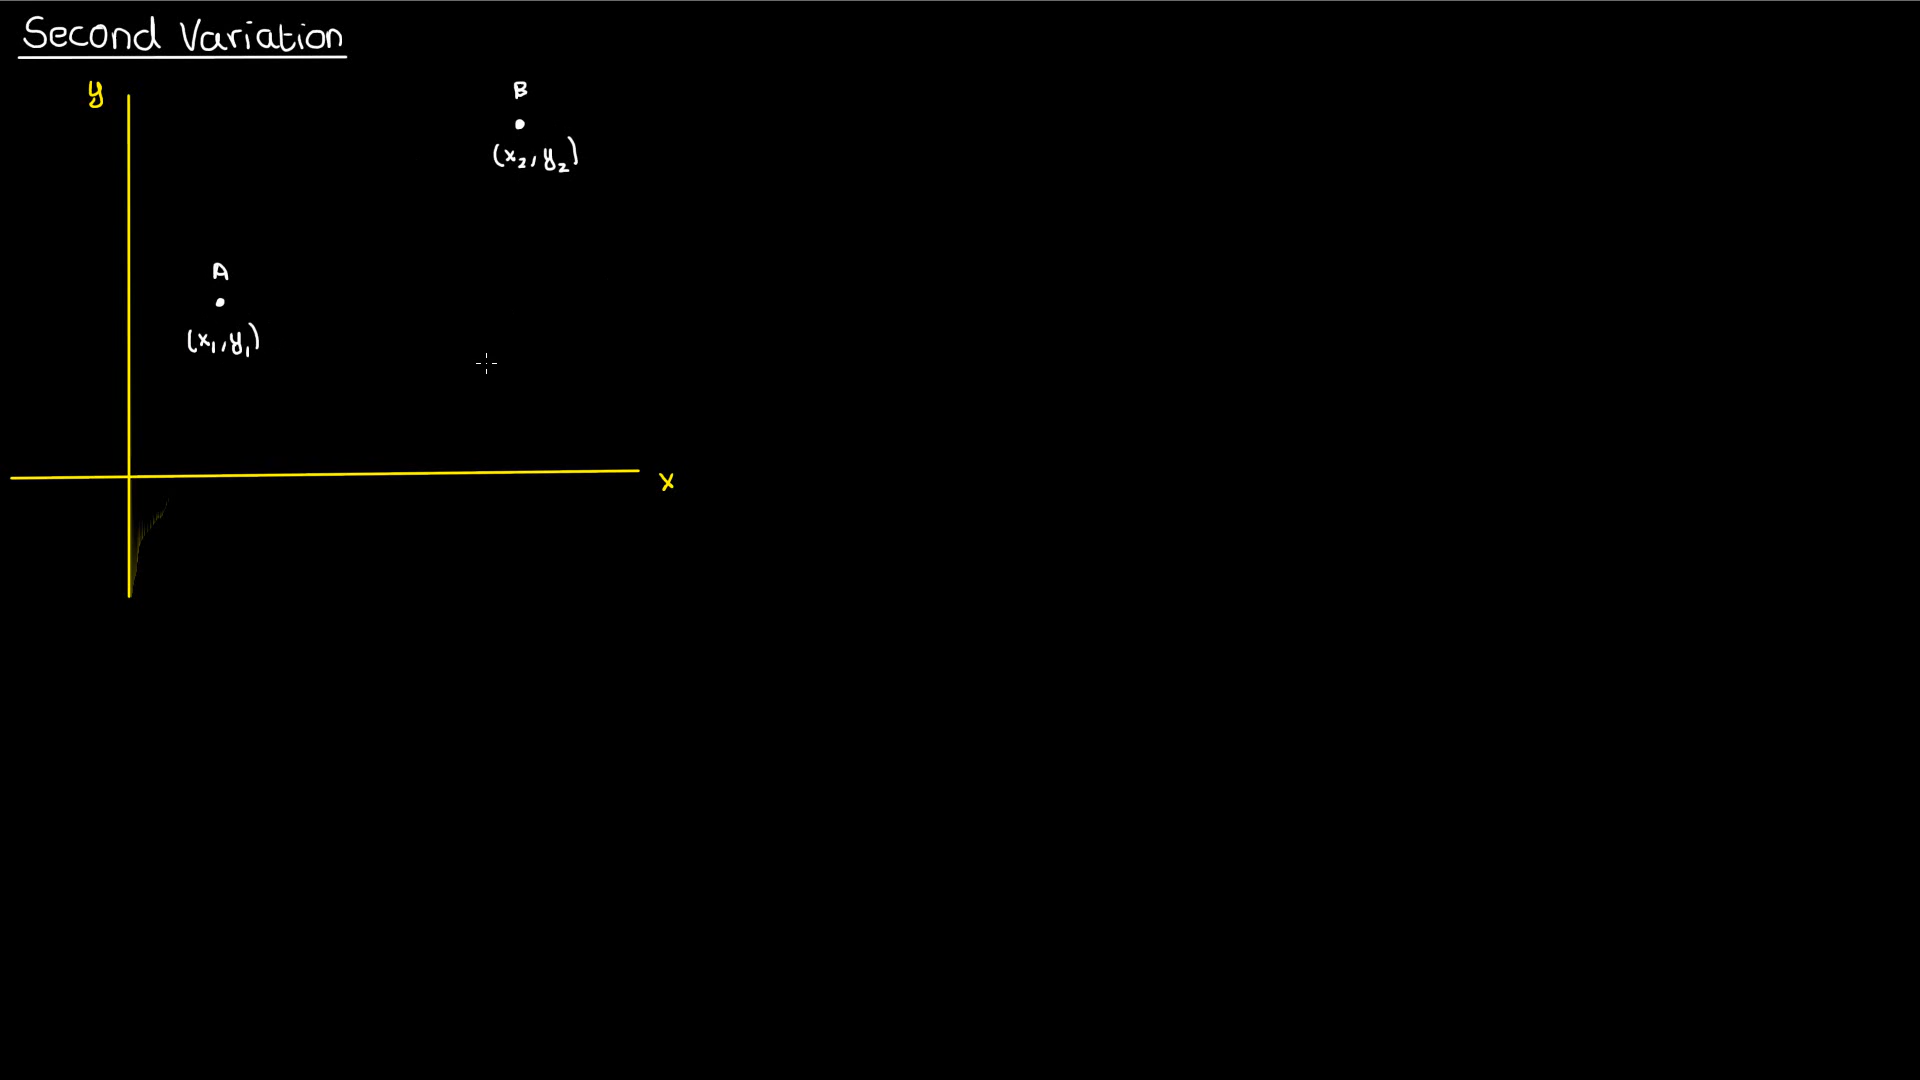 Second Variation
y
B
(x₂, y₂)
A
(x₁, y₁)
x